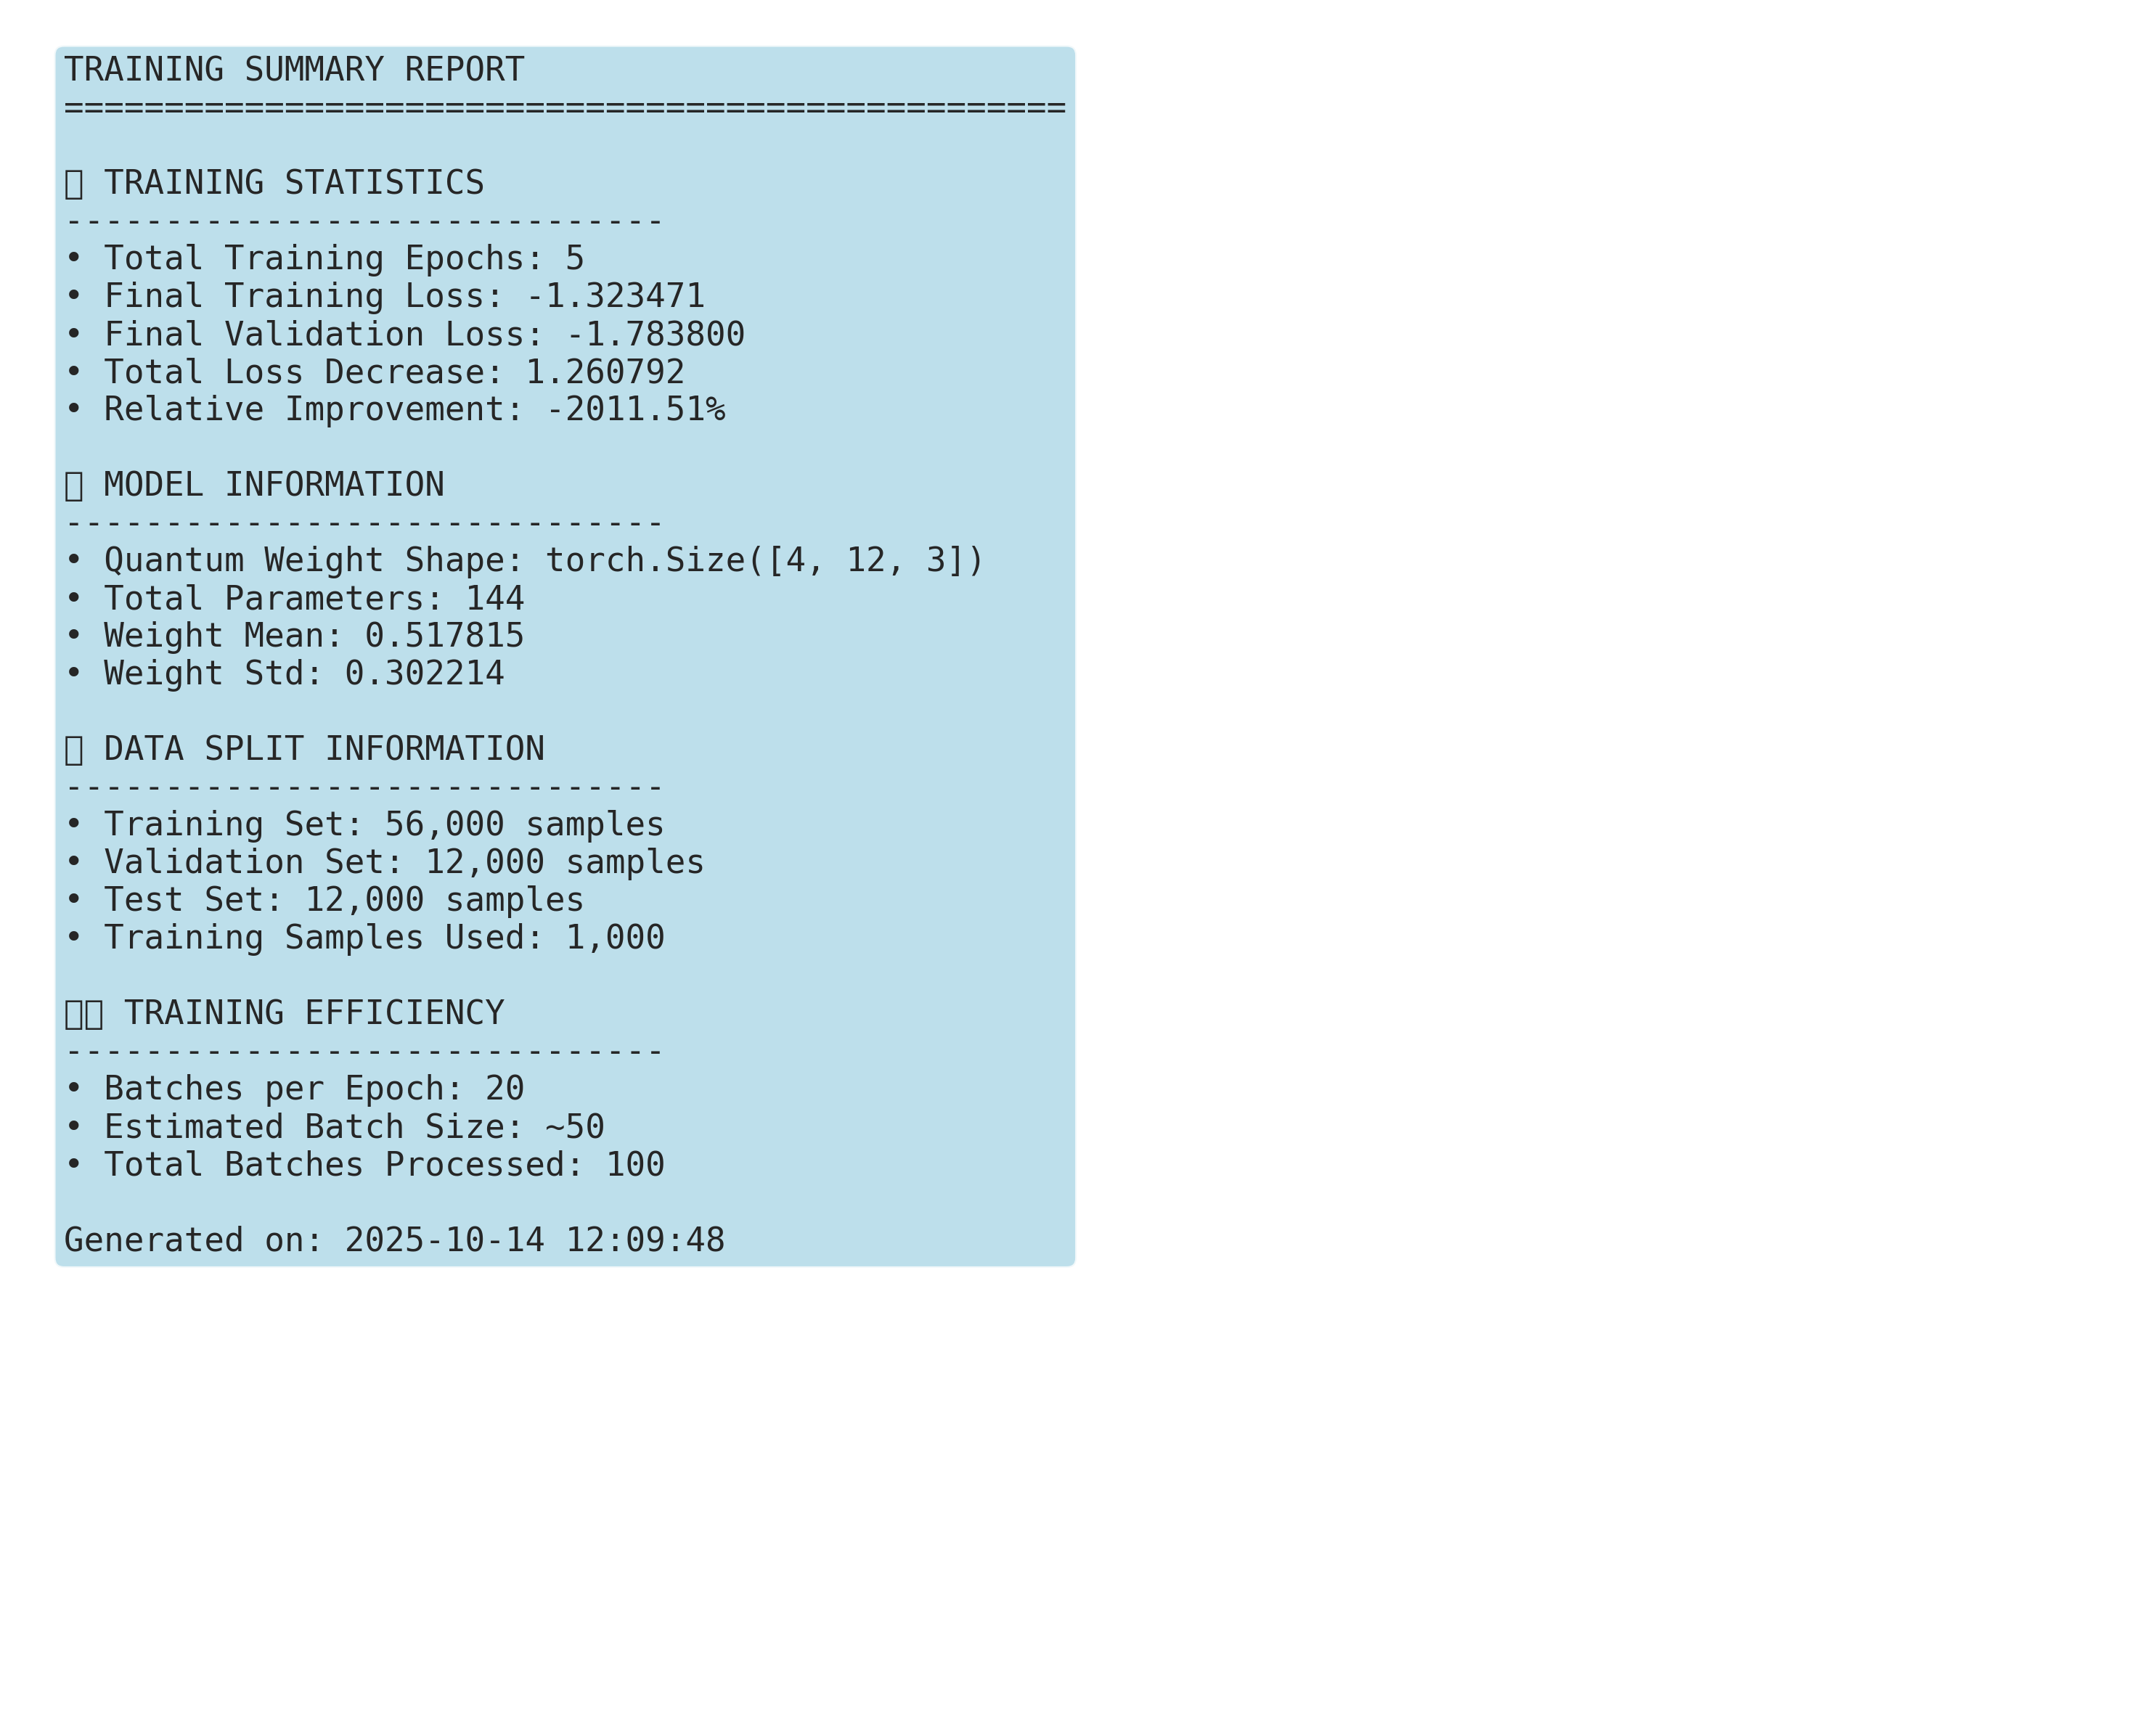 TRAINING SUMMARY REPORT
==================================================
▯ TRAINING STATISTICS
------------------------------
• Total Training Epochs: 5
• Final Training Loss: -1.323471
• Final Validation Loss: -1.783800
• Total Loss Decrease: 1.260792
• Relative Improvement: -2011.51%
▯ MODEL INFORMATION
------------------------------
• Quantum Weight Shape: torch.Size([4, 12, 3])
• Total Parameters: 144
• Weight Mean: 0.517815
• Weight Std: 0.302214
▯ DATA SPLIT INFORMATION
------------------------------
• Training Set: 56,000 samples
• Validation Set: 12,000 samples
• Test Set: 12,000 samples
• Training Samples Used: 1,000
▯▯ TRAINING EFFICIENCY
------------------------------
• Batches per Epoch: 20
• Estimated Batch Size: ~50
• Total Batches Processed: 100
Generated on: 2025-10-14 12:09:48